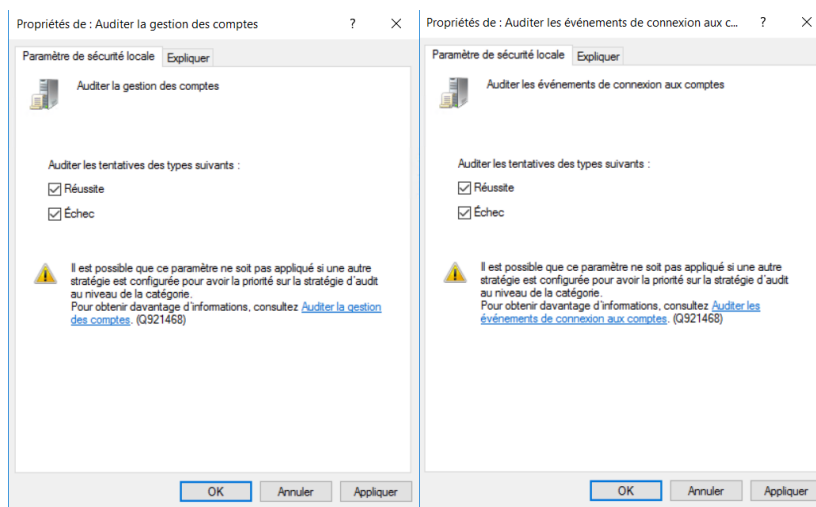 Propriétés de : Auditer la gestion des comptes
?
Paramètre de sécurité locale
Expliquer
Auditer la gestion des comptes
Auditer les tentatives des types suivants :
Réussite
Échec
Il est possible que ce paramètre ne soit pas appliqué si une autre
stratégie est configurée pour avoir la priorité sur la stratégie d'audit
au niveau de la catégorie.
Pour obtenir davantage d'informations, consultez Auditer la gestion
des comptes. (Q921468)
OK
Annuler
Appliquer
Propriétés de : Auditer les événements de connexion aux c...
?
Paramètre de sécurité locale
Expliquer
Auditer les événements de connexion aux comptes
Auditer les tentatives des types suivants :
Réussite
Échec
Il est possible que ce paramètre ne soit pas appliqué si une autre
stratégie est configurée pour avoir la priorité sur la stratégie d'audit
au niveau de la catégorie.
Pour obtenir davantage d'informations, consultez Auditer les
événements de connexion aux comptes. (Q921468)
OK
Annuler
Appliquer